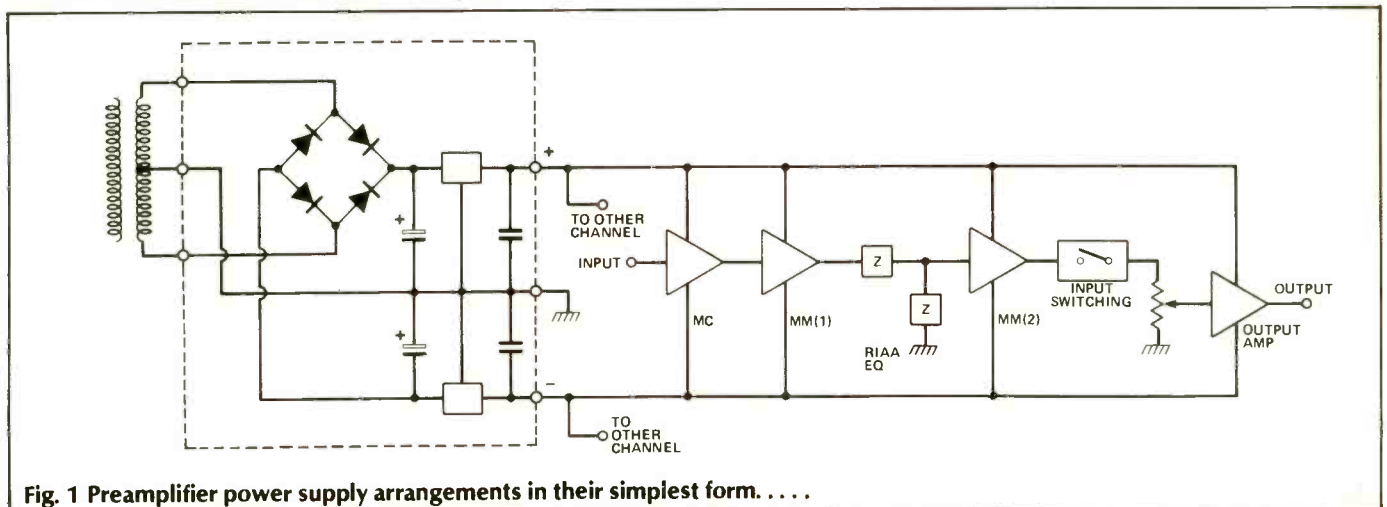 +
TO OTHER
CHANNEL
INPUT
MC
MM(1)
Z
Z
RIAA
EQ
MM(2)
INPUT
SWITCHING
OUTPUT
OUTPUT
AMP
+
+
–
TO
OTHER
CHANNEL
Fig. 1 Preamplifier power supply arrangements in their simplest form.....